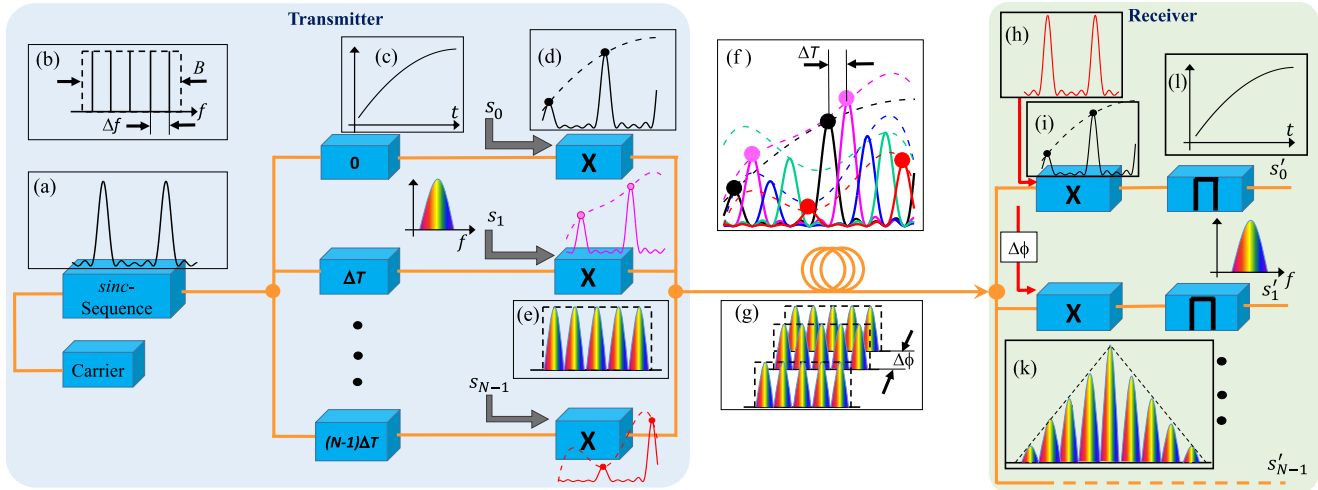 Transmitter
Receiver
(b)
B
f
Δf
(a)
sinc-
Sequence
Carrier
(c)
t
0
f
ΔT
(N-1)ΔT
(d)
s₀
X
s₁
X
(e)
s_{N−1}
X
(f)
ΔT
(g)
Δϕ
(h)
(i)
(l)
t
X
s′₀
Δϕ
f
X
s′₁
(k)
s′_{N−1}